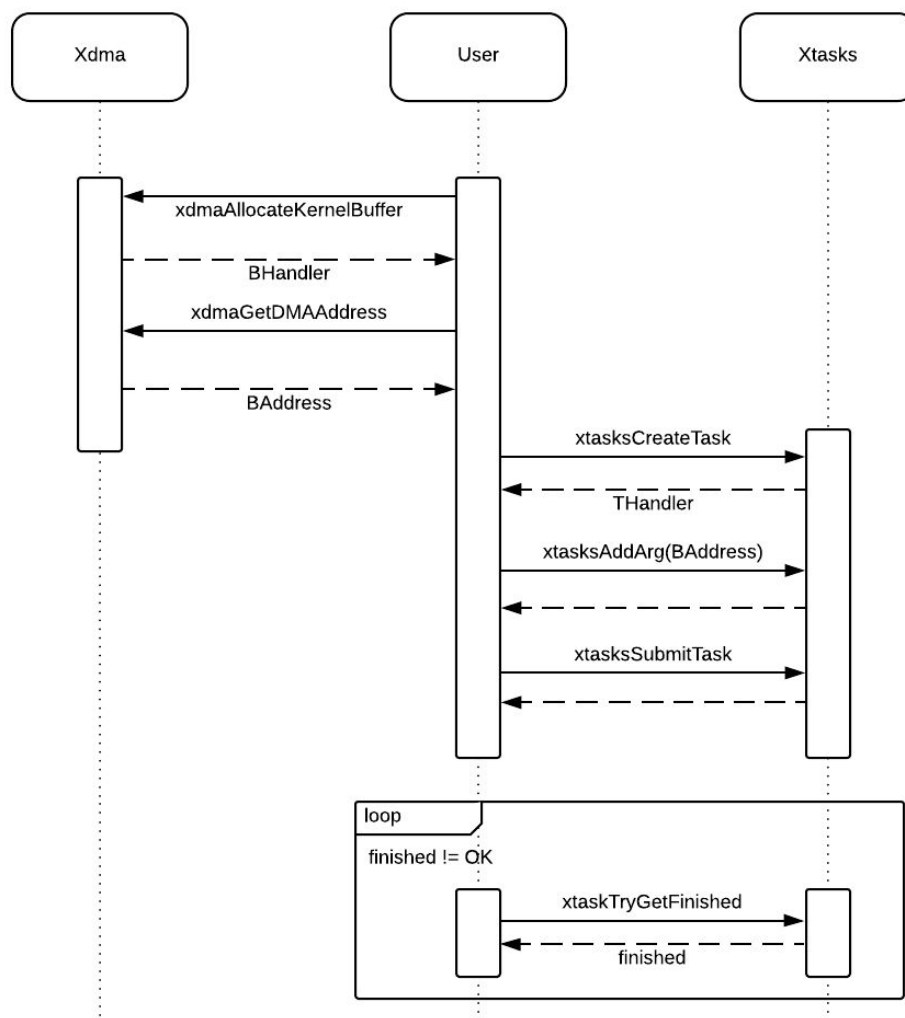 Xdma
User
Xtasks
xdmaAllocateKernelBuffer
BHandler
xdmaGetDMAAddress
BAddress
xtasksCreateTask
THandler
xtasksAddArg(BAddress)
xtasksSubmitTask
loop
finished != OK
xtaskTryGetFinished
finished